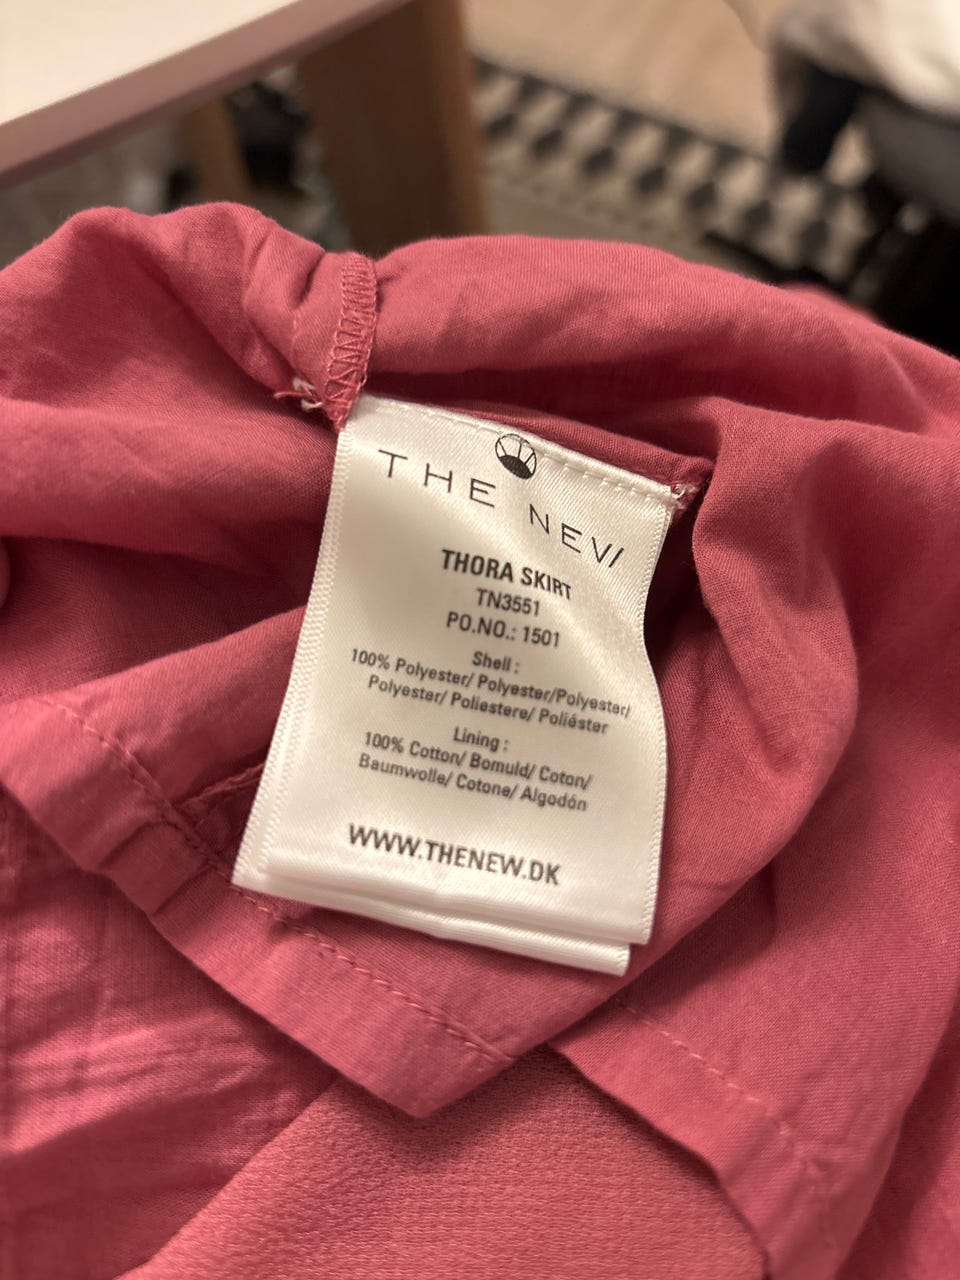 THE NEW
THORA SKIRT
TN3551
PO.NO.: 1501
Shell :
100% Polyester/ Polyester/Polyester/
Polyester/ Poliestere/ Poliéster
Lining :
100% Cotton/ Bomuld/ Coton/
Baumwolle/ Cotone/ Algodón
WWW.THENEW.DK